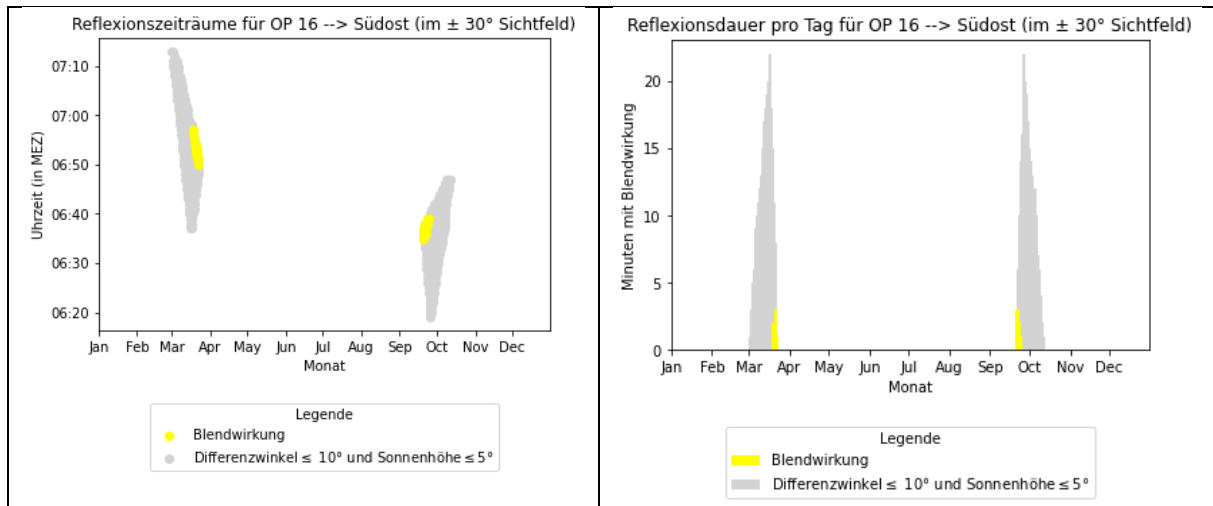 Reflexionszeiträume für OP 16 --> Südost (im ± 30° Sichtfeld)
07:10
07:00
06:50
06:40
06:30
06:20
Uhrzeit (in MEZ)
Jan Feb Mar Apr May Jun Jul Aug Sep Oct Nov Dec
Monat
Legende
Blendwirkung
Differenzwinkel ≤ 10° und Sonnenhöhe ≤ 5°
Reflexionsdauer pro Tag für OP 16 --> Südost (im ± 30° Sichtfeld)
20
15
10
5
0
Minuten mit Blendwirkung
Jan Feb Mar Apr May Jun Jul Aug Sep Oct Nov Dec
Monat
Legende
Blendwirkung
Differenzwinkel ≤ 10° und Sonnenhöhe ≤ 5°